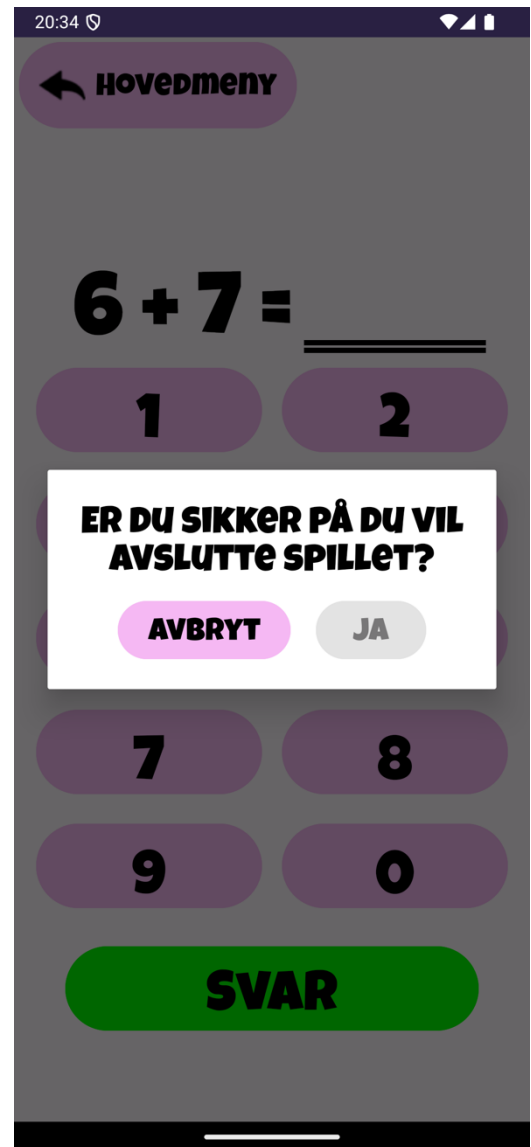 20:34
HOVEDMENY
6 + 7 =
1 2
ER DU SIKKER PÅ DU VIL
AVSLUTTE SPILLET?
AVBRYT JA
7 8
9 0
SVAR